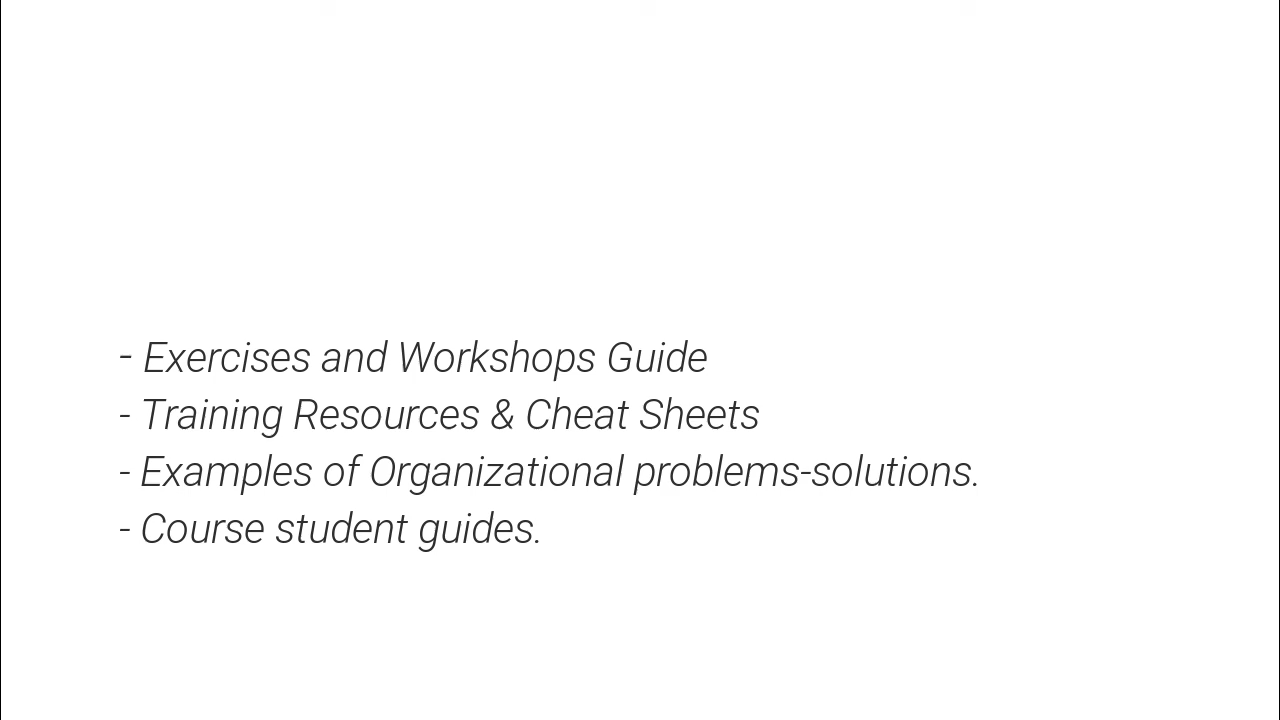 - Exercises and Workshops Guide
- Training Resources & Cheat Sheets
- Examples of Organizational problems-solutions.
- Course student guides.